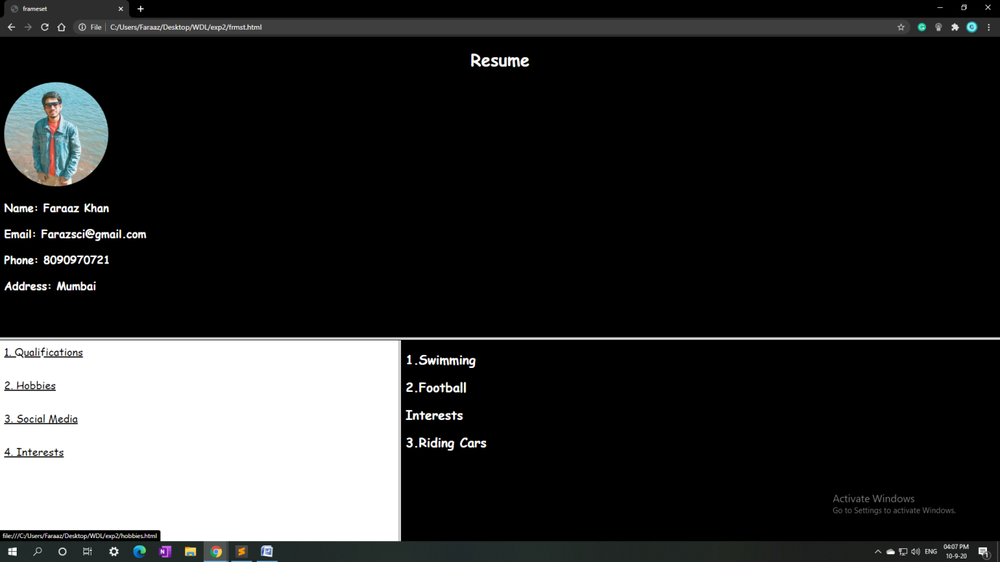 frameset
File
C:/Users/Faraaz/Desktop/WDL/exp2/frmst.html
Resume
Name: Faraaz Khan
Email: Farazsci@gmail.com
Phone: 8090970721
Address: Mumbai
1. Qualifications
2. Hobbies
3. Social Media
4. Interests
1.Swimming
2.Football
Interests
3.Riding Cars
Activate Windows
Go to Settings to activate Windows.
file:///C:/Users/Faraaz/Desktop/WDL/exp2/hobbies.html
ENG
04:07 PM
10-9-20
1